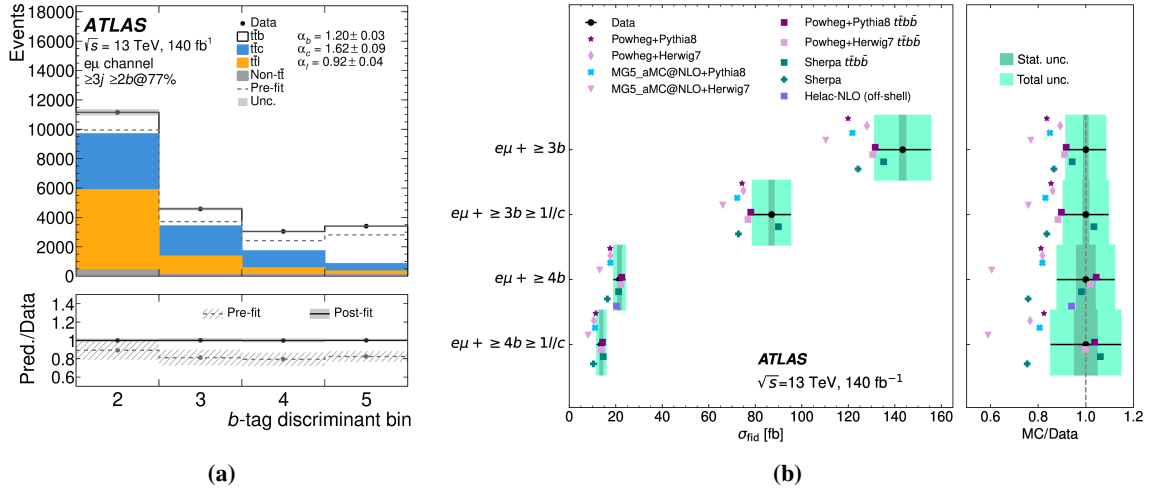 Events
18000
16000
14000
12000
10000
8000
6000
4000
2000
0
ATLAS
√s = 13 TeV, 140 fb¹
eμ channel
≥3j ≥2b@77%
Data
tt̄b
tt̄c
tt̄l
Non-tt̄
Pre-fit
Unc.
α_b = 1.20± 0.03
α_c = 1.62± 0.09
α_l = 0.92± 0.04
Pred./Data
1.4
1.2
1
0.8
0.6
Pre-fit
Post-fit
2 3 4 5
b-tag discriminant bin
(a)
Data
Powheg+Pythia8
Powheg+Herwig7
MG5_aMC@NLO+Pythia8
MG5_aMC@NLO+Herwig7
Powheg+Pythia8 tt̄bb̄
Powheg+Herwig7 tt̄bb̄
Sherpa tt̄bb̄
Sherpa
Helac-NLO (off-shell)
Stat. unc.
Total unc.
eμ + ≥ 3b
eμ + ≥ 3b ≥ 1l/c
eμ + ≥ 4b
eμ + ≥ 4b ≥ 1l/c
ATLAS
√s=13 TeV, 140 fb⁻¹
0 20 40 60 80 100 120 140 160
σ_fid [fb]
0.6 0.8 1.0 1.2
MC/Data
(b)